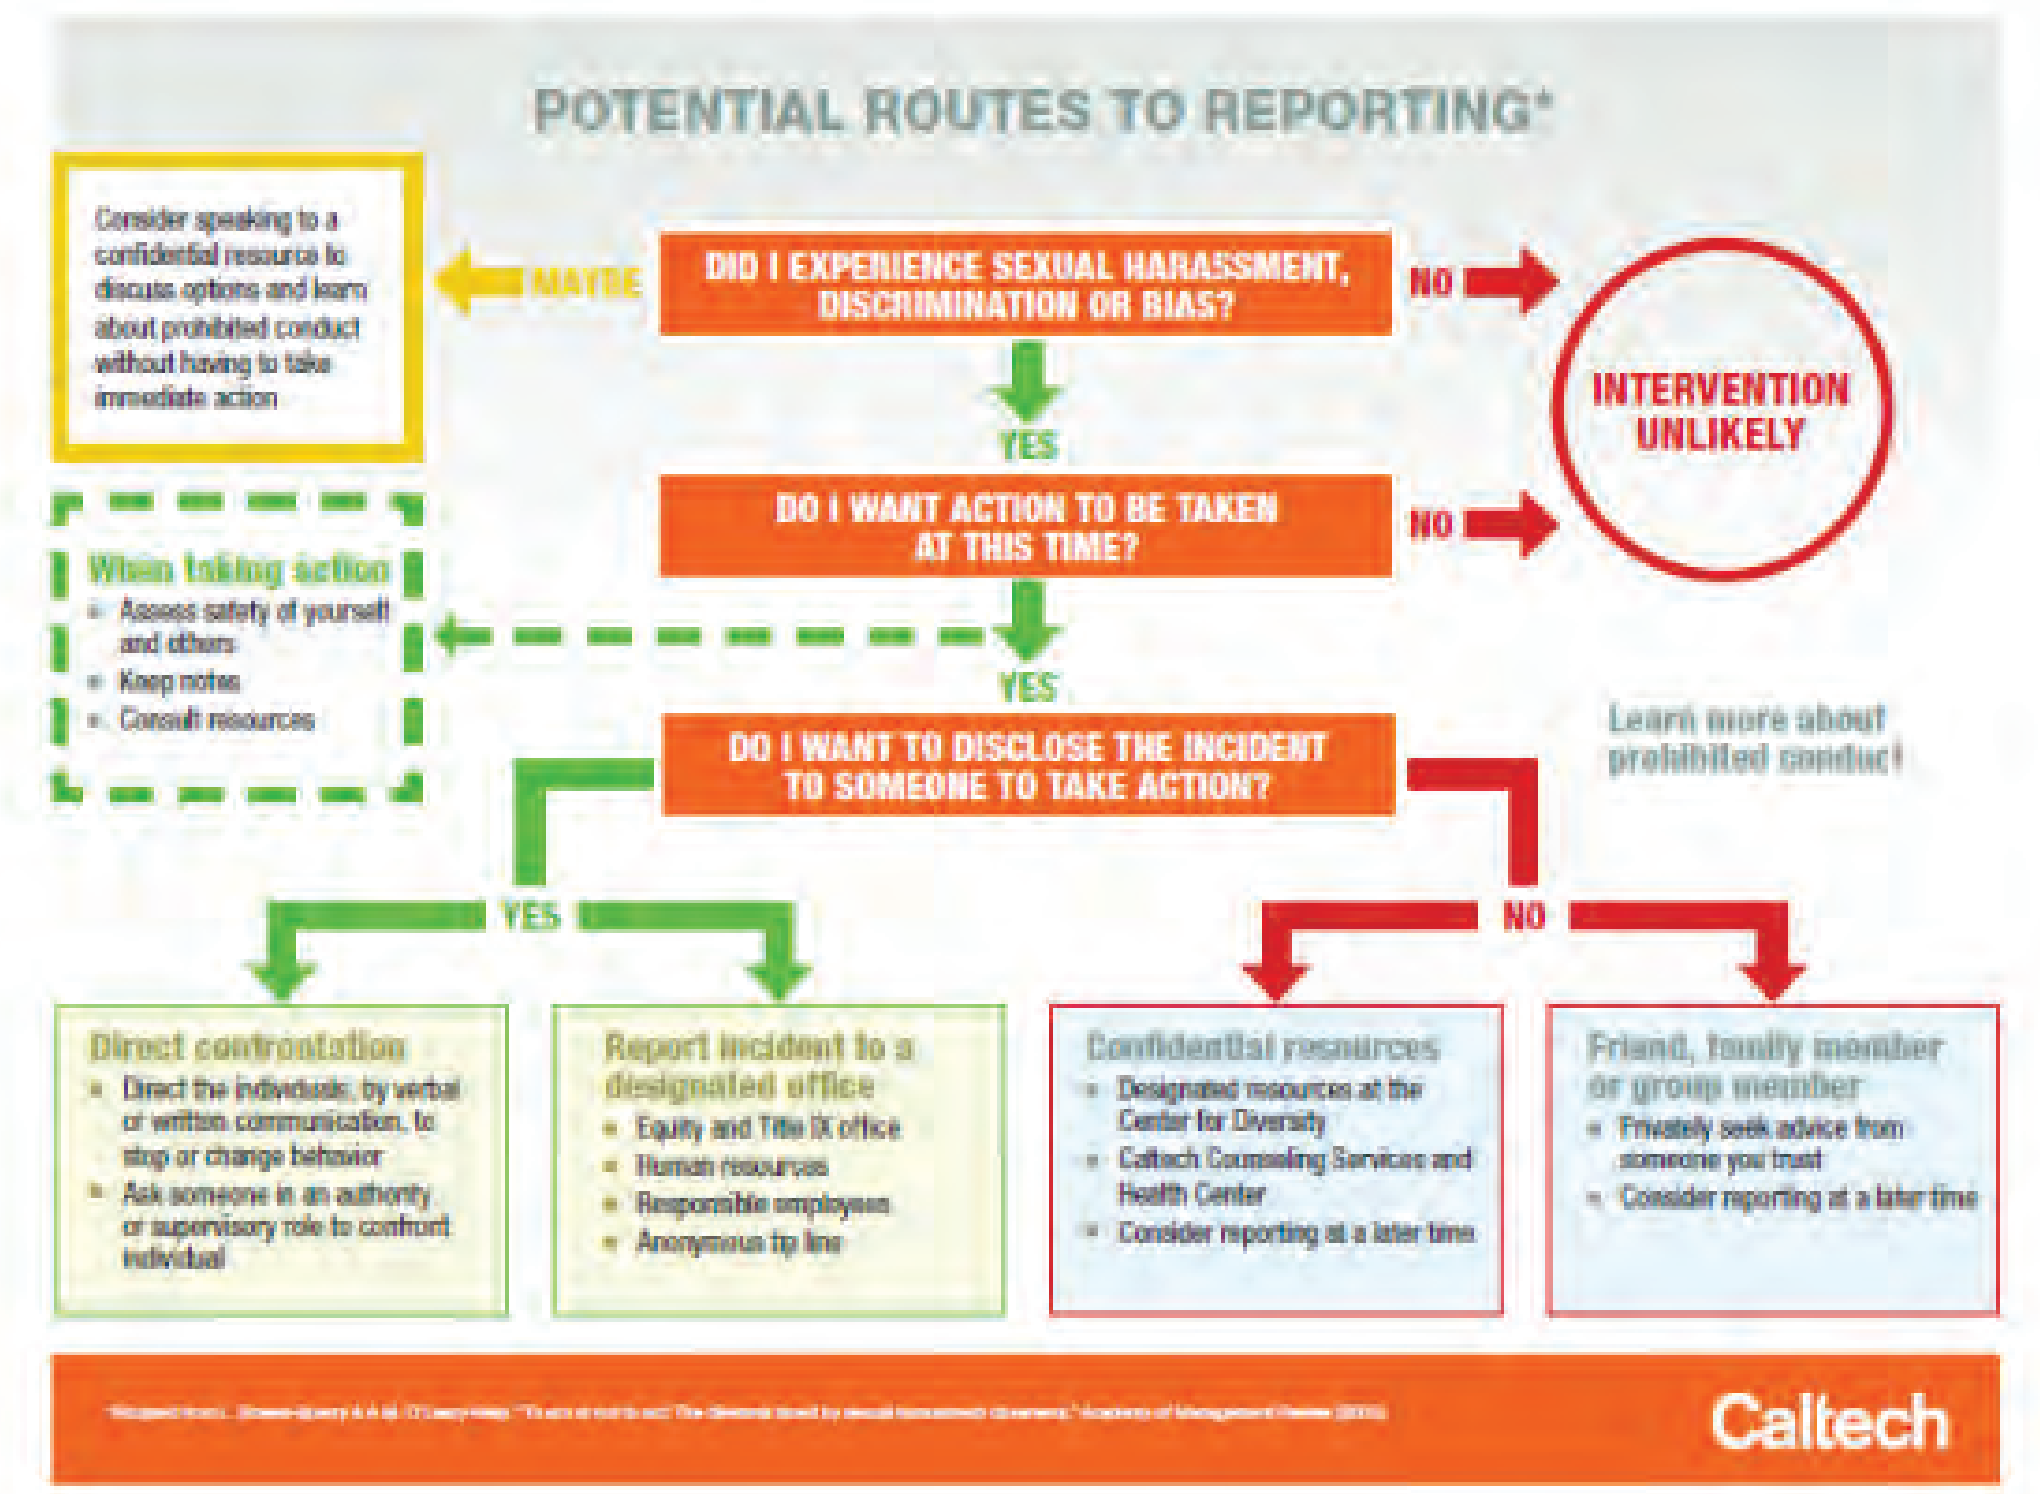 POTENTIAL ROUTES TO REPORTING*
Consider speaking to a
confidential resource to
discuss options and learn
about prohibited conduct
without having to take
immediate action
MAYBE
DID I EXPERIENCE SEXUAL HARASSMENT,
DISCRIMINATION OR BIAS?
NO
INTERVENTION
UNLIKELY
YES
DO I WANT ACTION TO BE TAKEN
AT THIS TIME?
NO
When taking action
• Assess safety of yourself
and others
• Keep notes
• Consult resources
YES
DO I WANT TO DISCLOSE THE INCIDENT
TO SOMEONE TO TAKE ACTION?
Learn more about
prohibited conduct
YES
NO
Direct confrontation
• Direct the individuals, by verbal
or written communication, to
stop or change behavior
• Ask someone in an authority
or supervisory role to confront
individual
Report incident to a
designated office
• Equity and Title IX office
• Human resources
• Responsible employees
• Anonymous tip line
Confidential resources
• Designated resources at the
Center for Diversity
• Caltech Counseling Services and
Health Center
• Consider reporting at a later time
Friend, family member
or group member
• Privately seek advice from
someone you trust
• Consider reporting at a later time
Academy of Management Review
Caltech